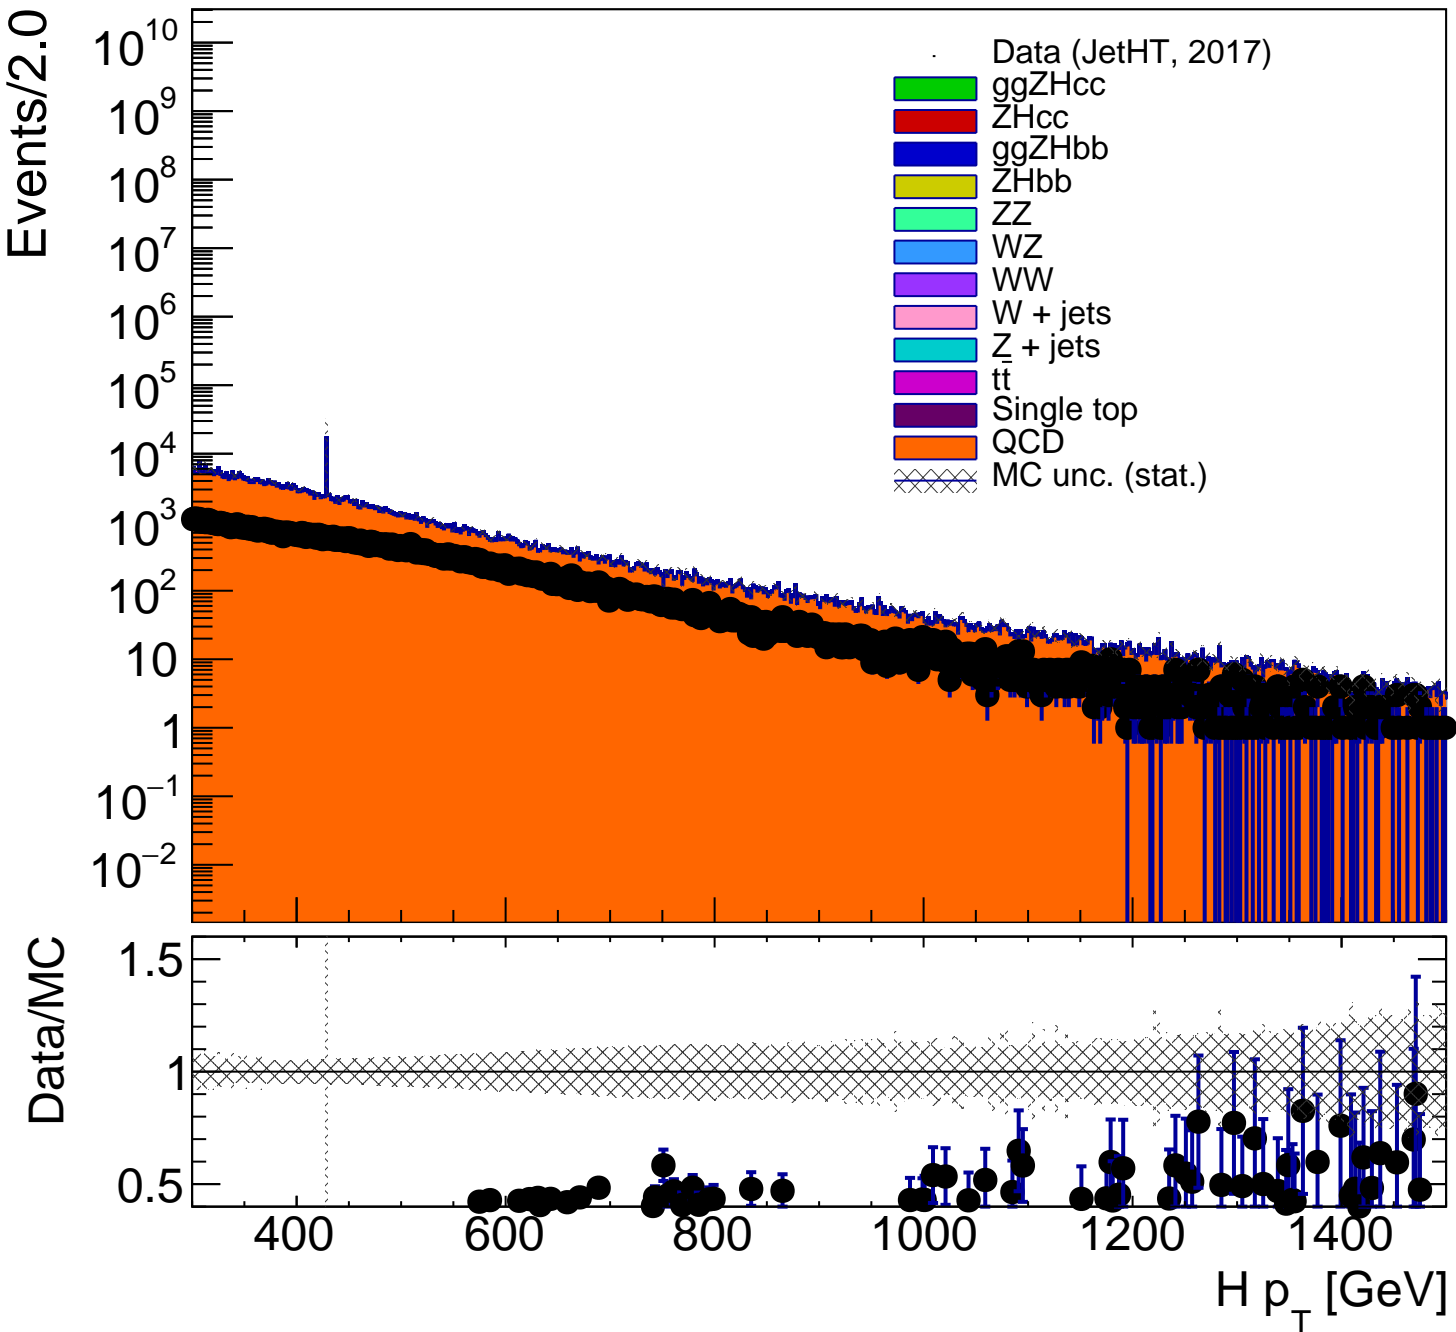 Events/2.0
10^10
10^9
10^8
10^7
10^6
10^5
10^4
10^3
10^2
10
1
10^−1
10^−2
Data (JetHT, 2017)
ggZHcc
ZHcc
ggZHbb
ZHbb
ZZ
WZ
WW
W + jets
Z + jets
tt̄
Single top
QCD
MC unc. (stat.)
Data/MC
1.5
1
0.5
400 600 800 1000 1200 1400
H p_T [GeV]